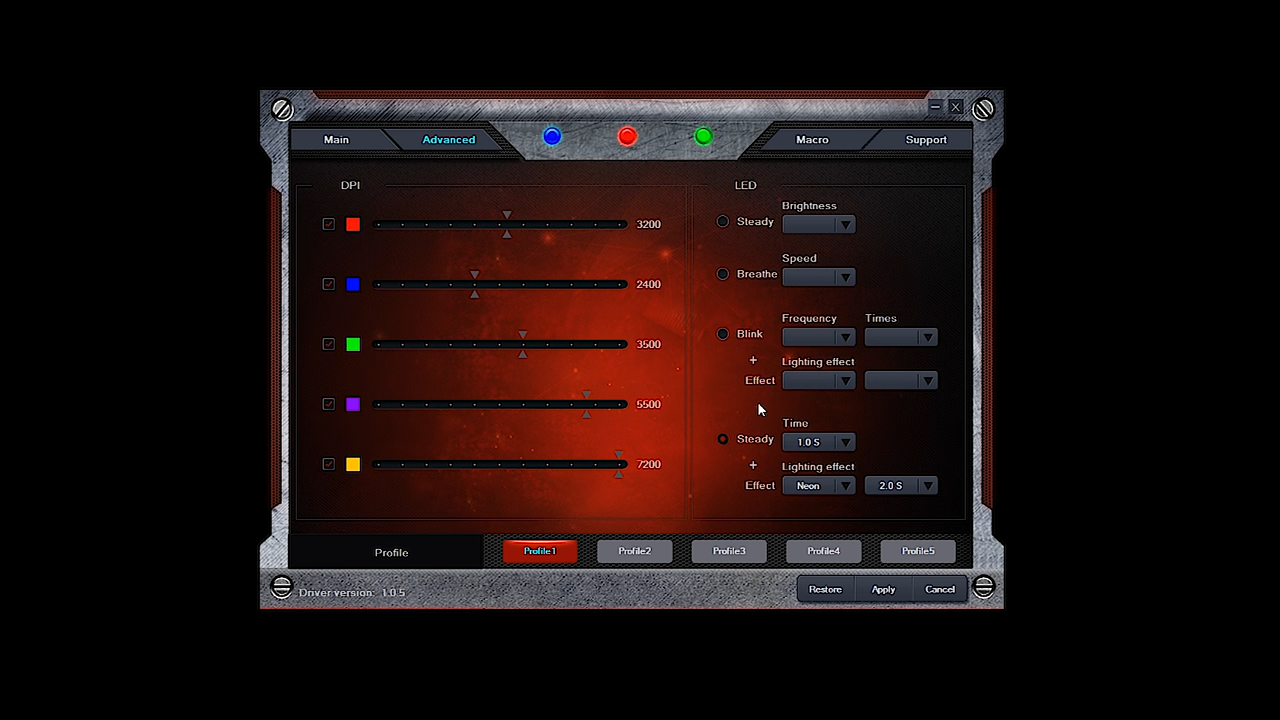 Main
Advanced
Macro
Support
DPI
3200
2400
3500
5500
7200
LED
Brightness
Steady
Speed
Breathe
Frequency Times
Blink
+ Lighting effect
Effect
Time
Steady 1.0 S
+ Lighting effect
Effect Neon 2.0 S
Profile
Profile1
Profile2
Profile3
Profile4
Profile5
Driver version: 1.0.5
Restore
Apply
Cancel